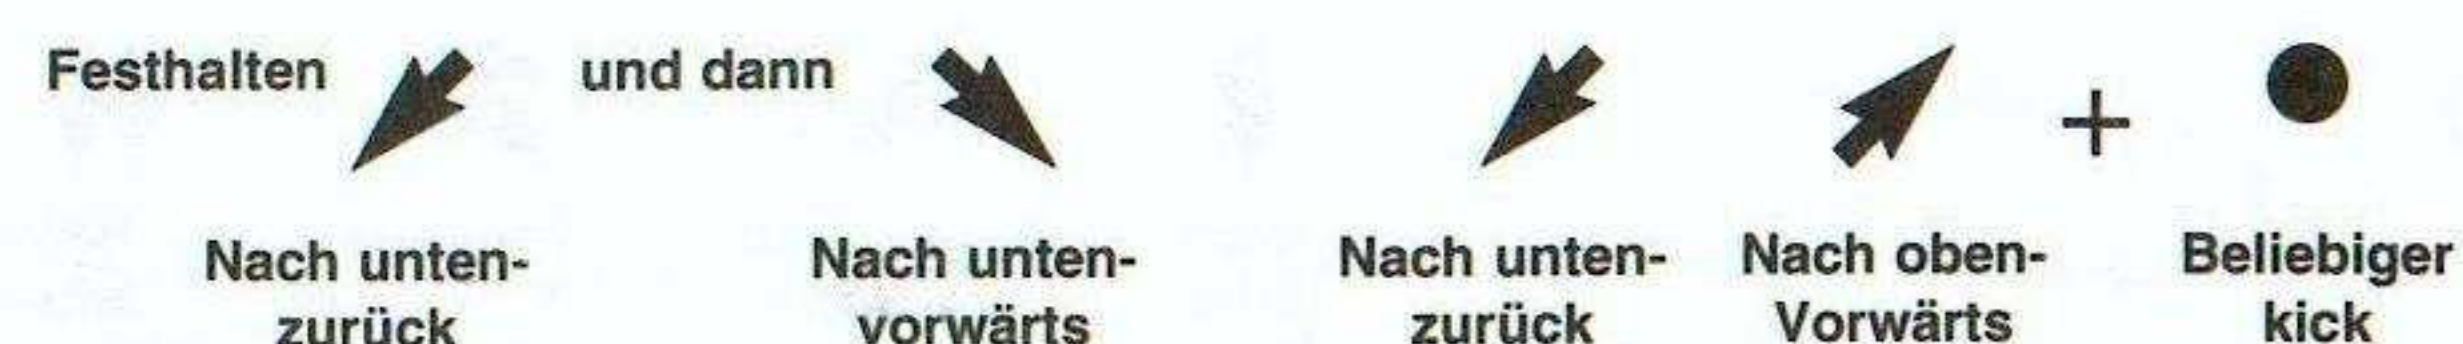 Festhalten und dann +
Nach unten- Nach unten- Nach unten- Nach oben- Beliebiger
zurück vorwärts zurück Vorwärts kick